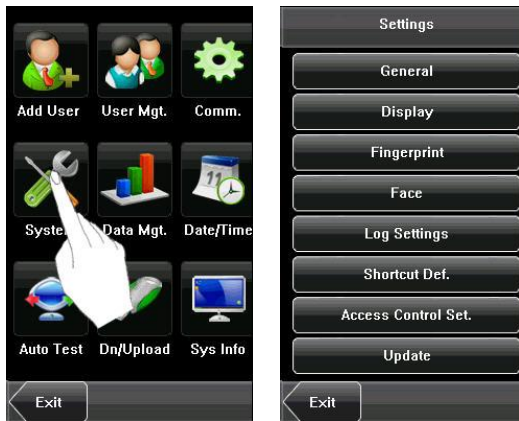 Add User User Mgt. Comm.
Syste Data Mgt. Date/Time
Auto Test Dn/Upload Sys Info
Exit
Settings
General
Display
Fingerprint
Face
Log Settings
Shortcut Def.
Access Control Set.
Update
Exit